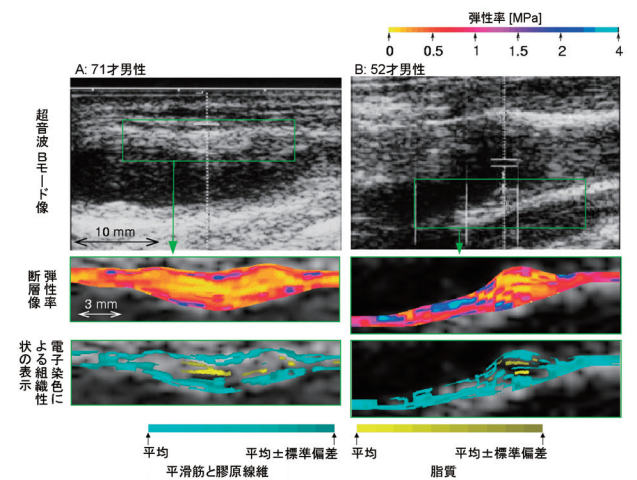 弾性率 [MPa]
0 0.5 1 1.5 2 4
A: 71才男性
B: 52才男性
超音波Bモード像
10 mm
弾性率
断層像
3 mm
電子染色に
よる組織性
状の表示
平均 平均±標準偏差
平滑筋と膠原線維
平均 平均±標準偏差
脂質